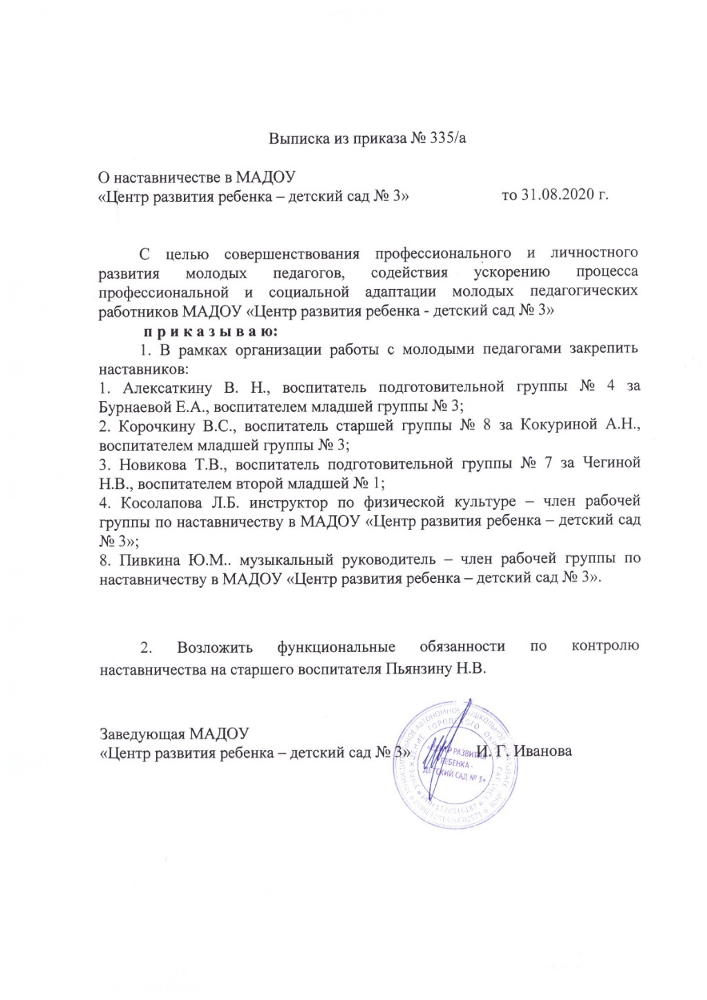 Выписка из приказа № 335/а
О наставничестве в МАДОУ
«Центр развития ребенка – детский сад № 3» то 31.08.2020 г.
С целью совершенствования профессионального и личностного
развития молодых педагогов, содействия ускорению процесса
профессиональной и социальной адаптации молодых педагогических
работников МАДОУ «Центр развития ребенка - детский сад № 3»
п р и к а з ы в а ю:
1. В рамках организации работы с молодыми педагогами закрепить
наставников:
1. Алексаткину В. Н., воспитатель подготовительной группы № 4 за
Бурнаевой Е.А., воспитателем младшей группы № 3;
2. Корочкину В.С., воспитатель старшей группы № 8 за Кокуриной А.Н.,
воспитателем младшей группы № 3;
3. Новикова Т.В., воспитатель подготовительной группы № 7 за Чегиной
Н.В., воспитателем второй младшей № 1;
4. Косолапова Л.Б. инструктор по физической культуре – член рабочей
группы по наставничеству в МАДОУ «Центр развития ребенка – детский сад
№ 3»;
8. Пивкина Ю.М.. музыкальный руководитель – член рабочей группы по
наставничеству в МАДОУ «Центр развития ребенка – детский сад № 3».
2. Возложить функциональные обязанности по контролю
наставничества на старшего воспитателя Пьянзину Н.В.
Заведующая МАДОУ
«Центр развития ребенка – детский сад № 3» И. Г. Иванова
РАЗВИТИЯ
РЕБЕНКА -
ДЕТСКИЙ САД № 3»